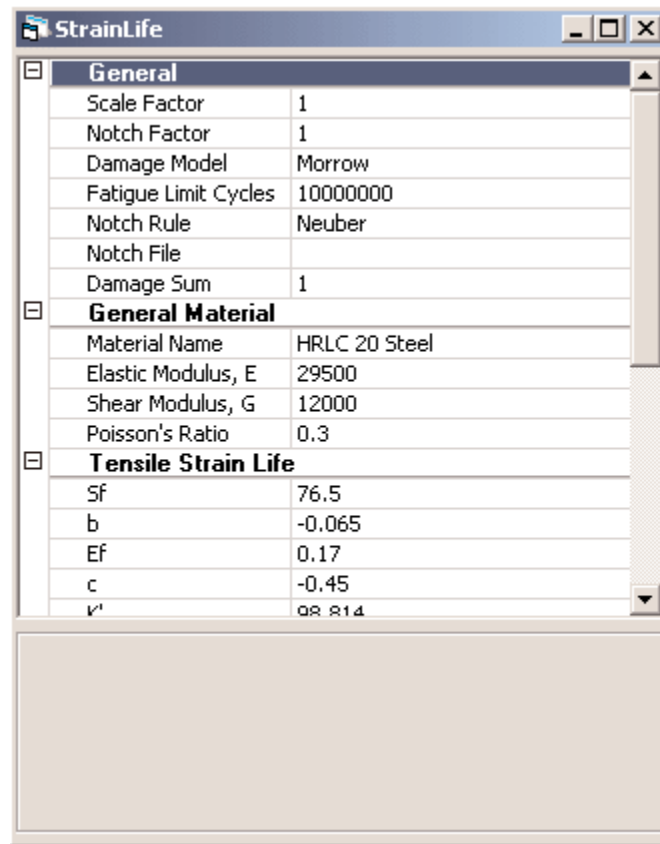 StrainLife
General
Scale Factor 1
Notch Factor 1
Damage Model Morrow
Fatigue Limit Cycles 10000000
Notch Rule Neuber
Notch File
Damage Sum 1
General Material
Material Name HRLC 20 Steel
Elastic Modulus, E 29500
Shear Modulus, G 12000
Poisson's Ratio 0.3
Tensile Strain Life
Sf 76.5
b -0.065
Ef 0.17
c -0.45
K' 98.814